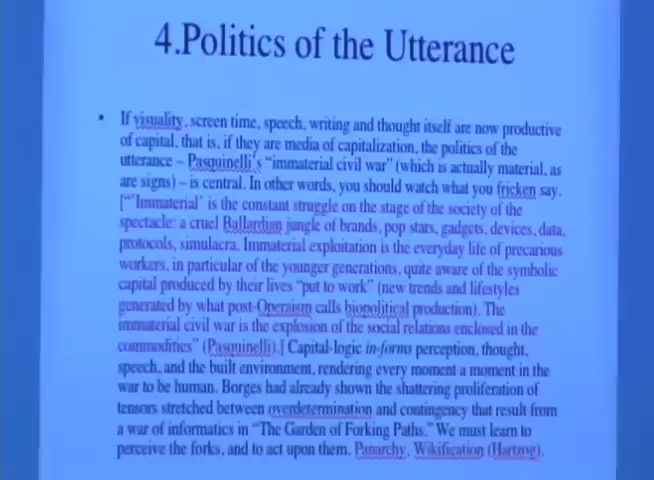 4.Politics of the Utterance
• If visuality, screen time, speech, writing and thought itself are now productive
of capital, that is, if they are media of capitalization, the politics of the
utterance – Pasquinelli's "immaterial civil war" (which is actually material, as
are signs) – is central. In other words, you should watch what you fricken say.
["'Immaterial' is the constant struggle on the stage of the society of the
spectacle: a cruel Ballardian jungle of brands, pop stars, gadgets, devices, data,
protocols, simulacra. Immaterial exploitation is the everyday life of precarious
workers, in particular of the younger generations, quite aware of the symbolic
capital produced by their lives "put to work" (new trends and lifestyles
generated by what post-Operaism calls biopolitical production). The
immaterial civil war is the explosion of the social relations enclosed in the
commodities" (Pasquinelli).] Capital-logic in-forms perception, thought,
speech, and the built environment, rendering every moment a moment in the
war to be human. Borges had already shown the shattering proliferation of
tensors stretched between overdetermination and contingency that result from
a war of informatics in "The Garden of Forking Paths." We must learn to
perceive the forks, and to act upon them. Panarchy, Wikification (Hartzog).